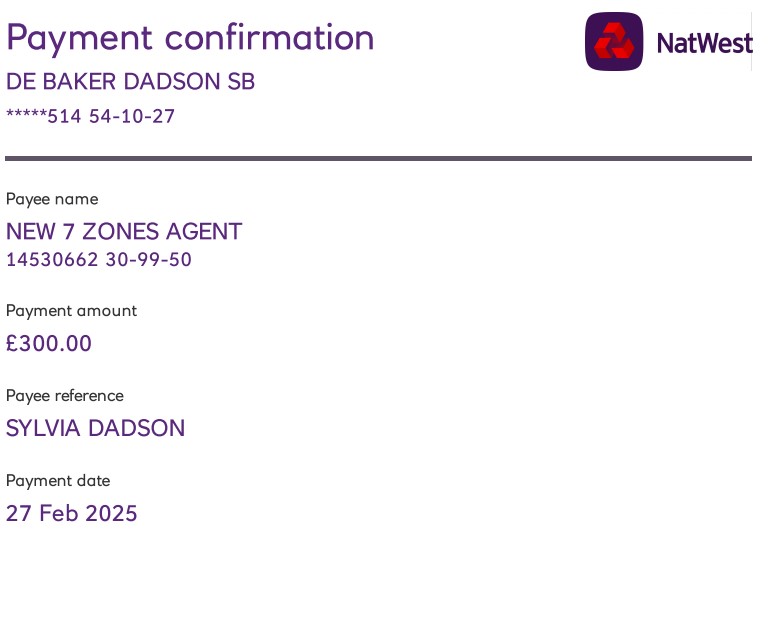 Payment confirmation
NatWest
DE BAKER DADSON SB
*****514 54-10-27
Payee name
NEW 7 ZONES AGENT
14530662 30-99-50
Payment amount
£300.00
Payee reference
SYLVIA DADSON
Payment date
27 Feb 2025